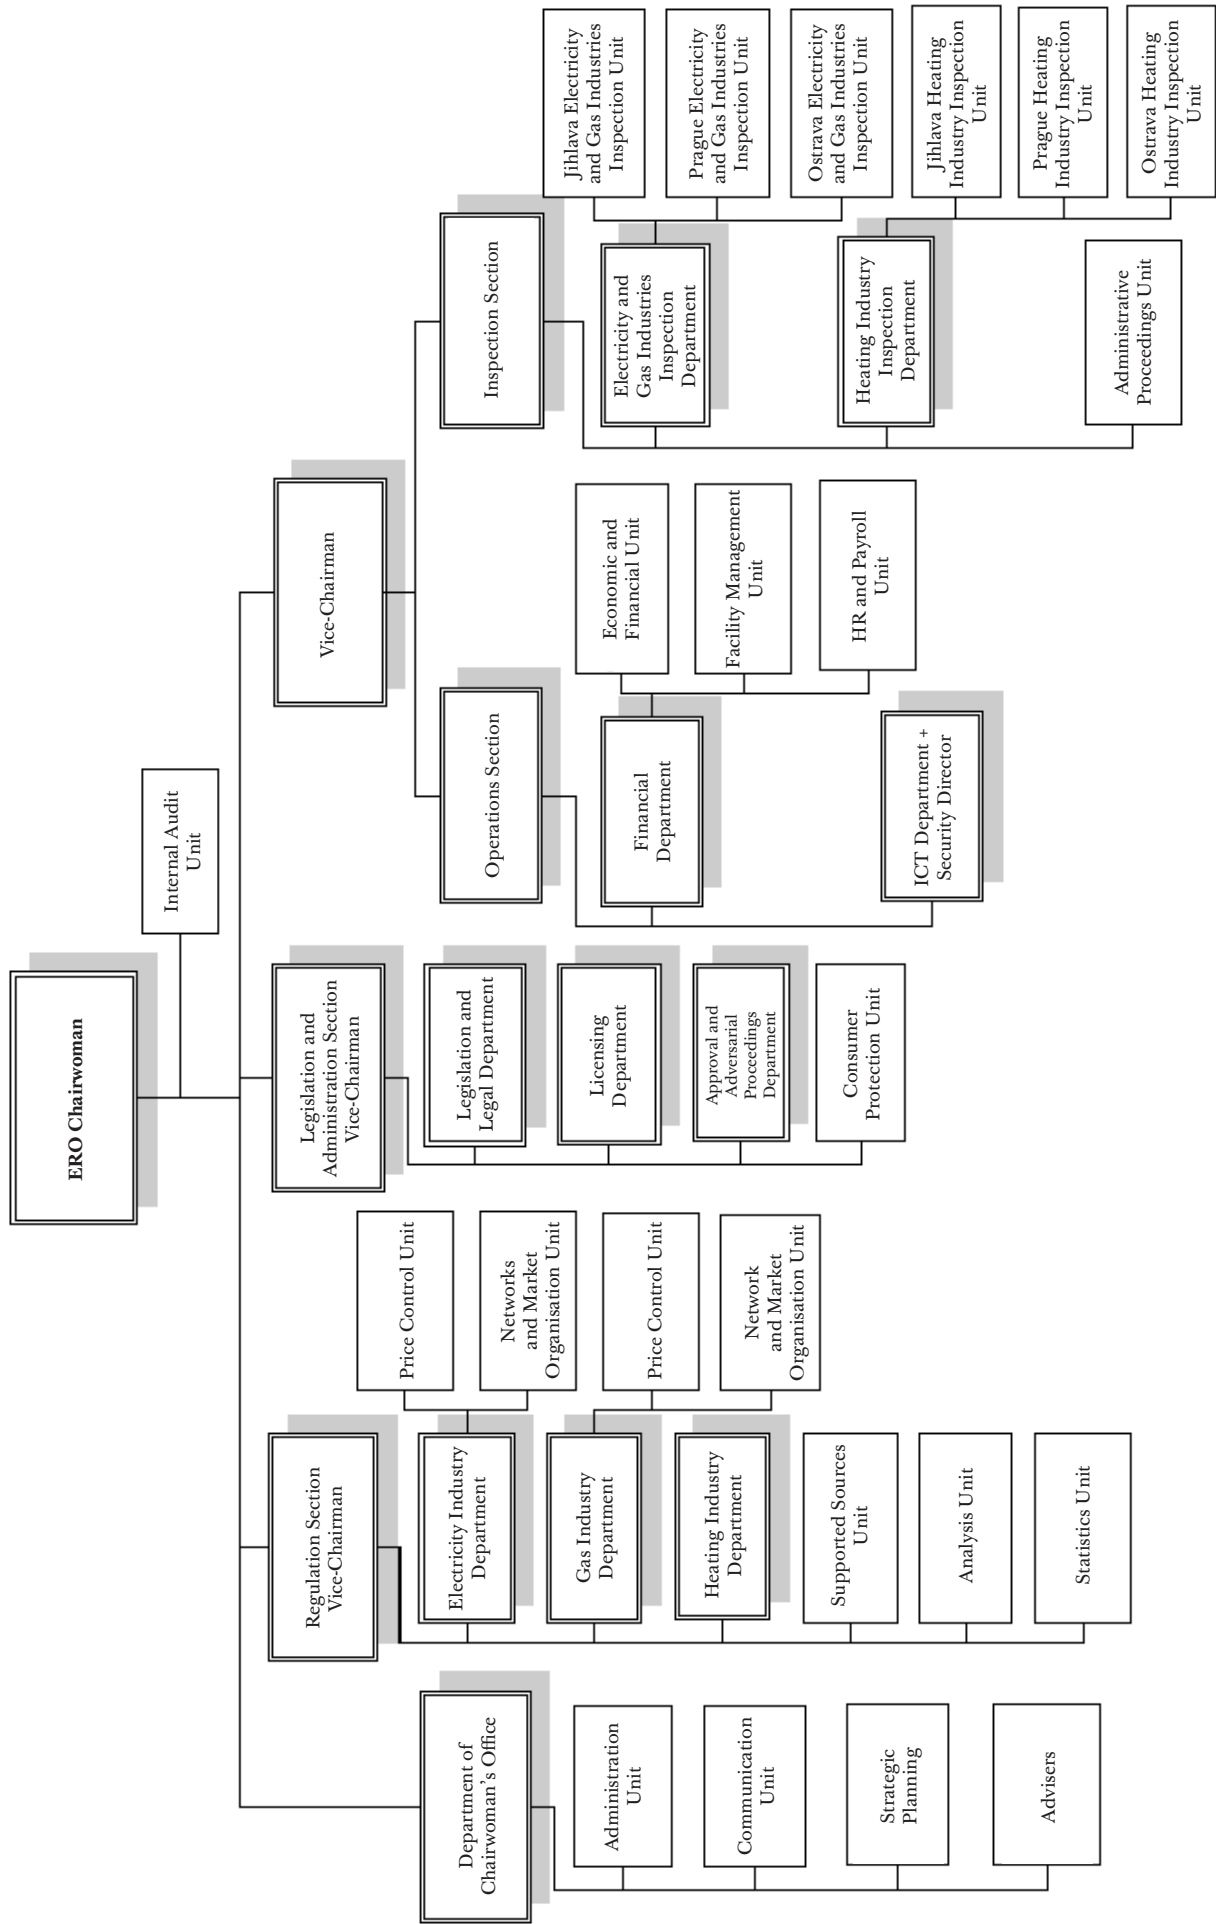 ERO Chairwoman
Internal Audit
Unit
Department of
Chairwoman's Office
Administration
Unit
Communication
Unit
Strategic
Planning
Advisers
Regulation Section
Vice-Chairman
Electricity Industry
Department
Price Control Unit
Networks
and Market
Organisation Unit
Gas Industry
Department
Price Control Unit
Network
and Market
Organisation Unit
Heating Industry
Department
Supported Sources
Unit
Analysis Unit
Statistics Unit
Legislation and
Administration Section
Vice-Chairman
Legislation and
Legal Department
Licensing
Department
Approval and
Adversarial
Proceedings
Department
Consumer
Protection Unit
Vice-Chairman
Operations Section
Financial
Department
Economic and
Financial Unit
Facility Management
Unit
HR and Payroll
Unit
ICT Department +
Security Director
Inspection Section
Electricity and
Gas Industries
Inspection
Department
Jihlava Electricity
and Gas Industries
Inspection Unit
Prague Electricity
and Gas Industries
Inspection Unit
Ostrava Electricity
and Gas Industries
Inspection Unit
Heating Industry
Inspection
Department
Jihlava Heating
Industry Inspection
Unit
Prague Heating
Industry Inspection
Unit
Ostrava Heating
Industry Inspection
Unit
Administrative
Proceedings Unit